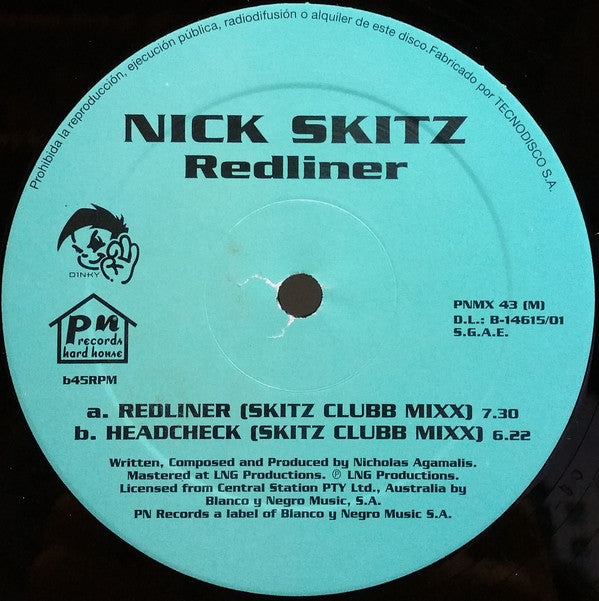 Prohibida la reproducción, ejecución pública, radiodifusión o alquiler de este disco. Fabricado por TECNODISCO S.A.
NICK SKITZ
Redliner
DINKY
PN
records
hard house
b45RPM
PNMX 43 (M)
D.L.: B-14615/01
S.G.A.E.
a. REDLINER (SKITZ CLUBB MIXX) 7.30
b. HEADCHECK (SKITZ CLUBB MIXX) 6.22
Written, Composed and Produced by Nicholas Agamalis.
Mastered at LNG Productions. ℗ LNG Productions.
Licensed from Central Station PTY Ltd., Australia by
Blanco y Negro Music, S.A.
PN Records a label of Blanco y Negro Music S.A.